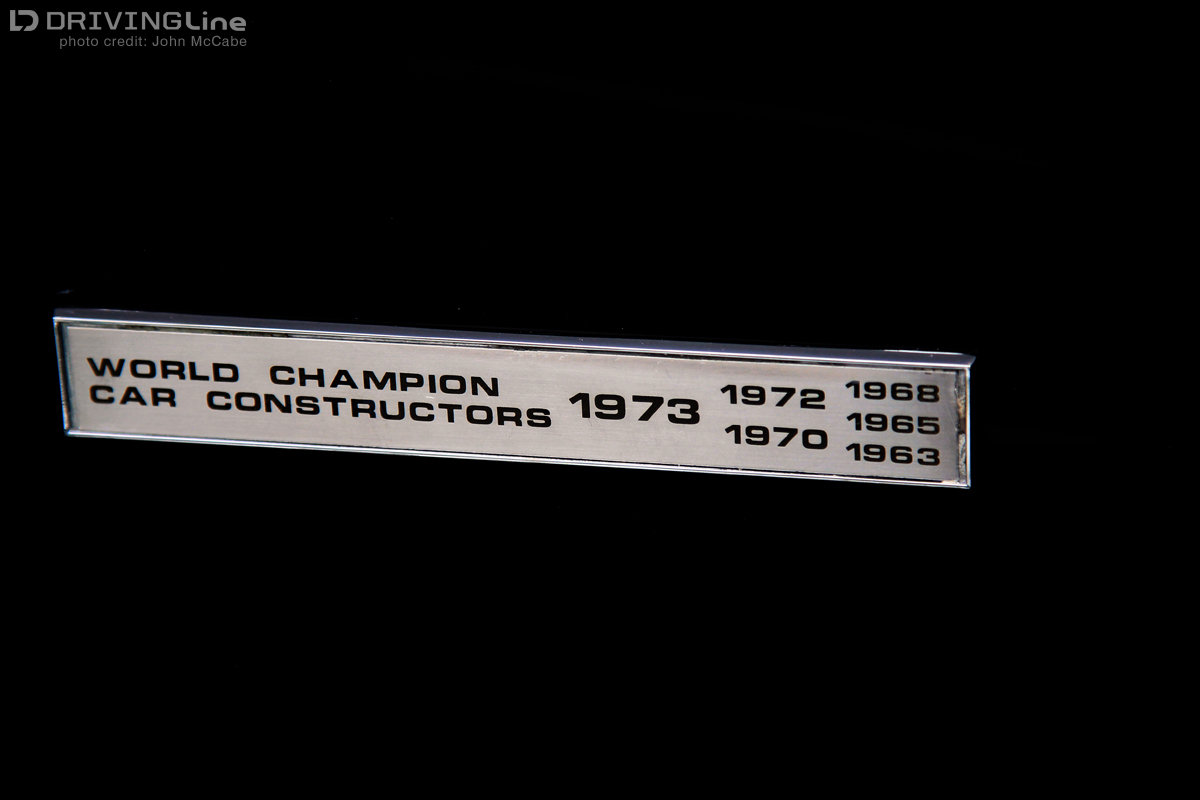 DRIVINGLine
photo credit: John McCabe
WORLD CHAMPION
CAR CONSTRUCTORS
1973
1972
1970
1968
1965
1963